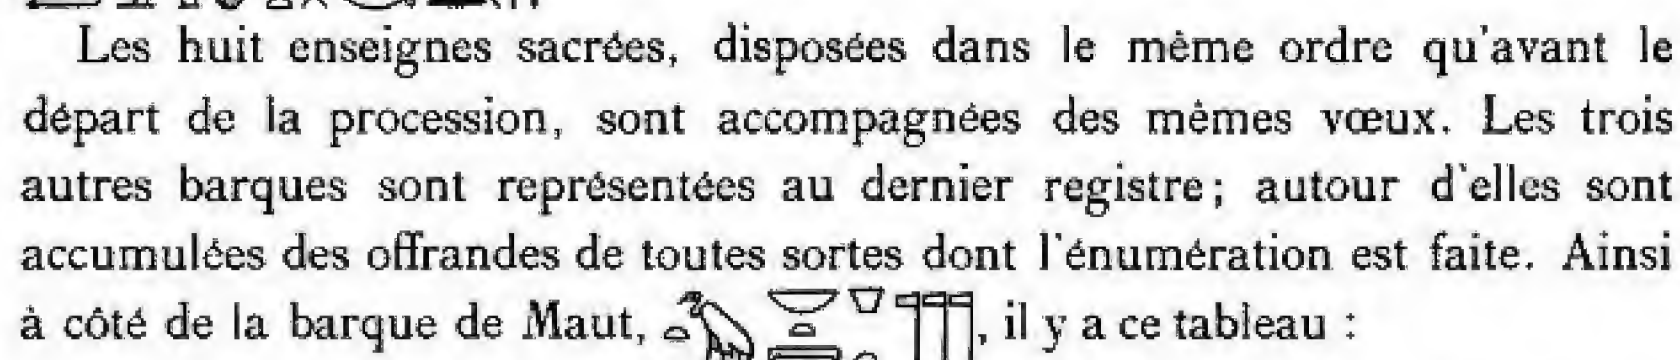 Les huit enseignes sacrées, disposées dans le même ordre qu'avant le
départ de la procession, sont accompagnées des mêmes vœux. Les trois
autres barques sont représentées au dernier registre; autour d'elles sont
accumulées des offrandes de toutes sortes dont l'énumération est faite. Ainsi
à côté de la barque de Maut, , il y a ce tableau :